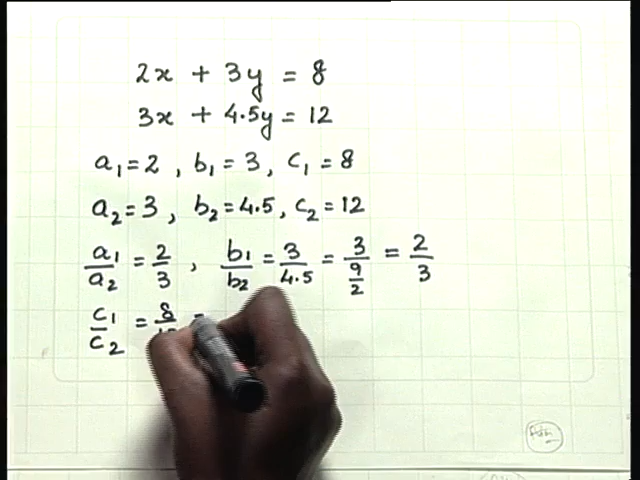 2x + 3y = 8
3x + 4.5y = 12
a₁=2, b₁=3, c₁=8
a₂=3, b₂=4.5, c₂=12
a₁/a₂ = 2/3, b₁/b₂ = 3/4.5 = 3/(9/2) = 2/3
c₁/c₂ = 8/